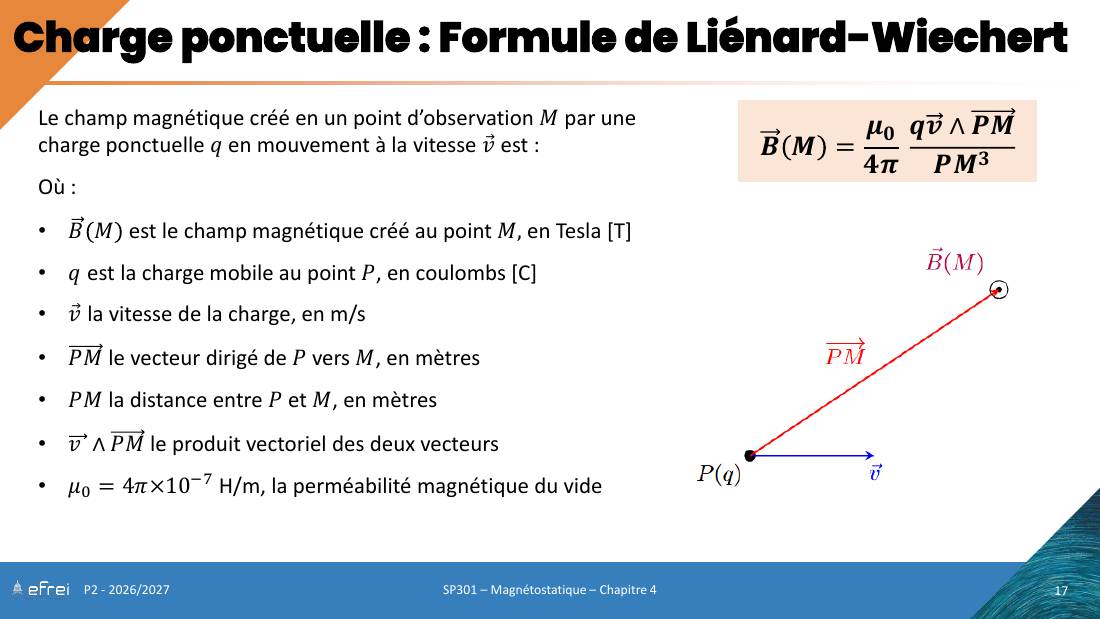 Charge ponctuelle : Formule de Liénard-Wiechert
Le champ magnétique créé en un point d’observation M par une
charge ponctuelle q en mouvement à la vitesse v⃗ est :
B⃗(M) = μ₀/4π qv⃗ ∧ PM⃗/PM³
Où :
• B⃗(M) est le champ magnétique créé au point M, en Tesla [T]
• q est la charge mobile au point P, en coulombs [C]
• v⃗ la vitesse de la charge, en m/s
• PM⃗ le vecteur dirigé de P vers M, en mètres
• PM la distance entre P et M, en mètres
• v⃗ ∧ PM⃗ le produit vectoriel des deux vecteurs
• μ₀ = 4π×10⁻⁷ H/m, la perméabilité magnétique du vide
B⃗(M)
PM⃗
P(q)
v⃗
efrei
P2 - 2026/2027
SP301 – Magnétostatique – Chapitre 4
17